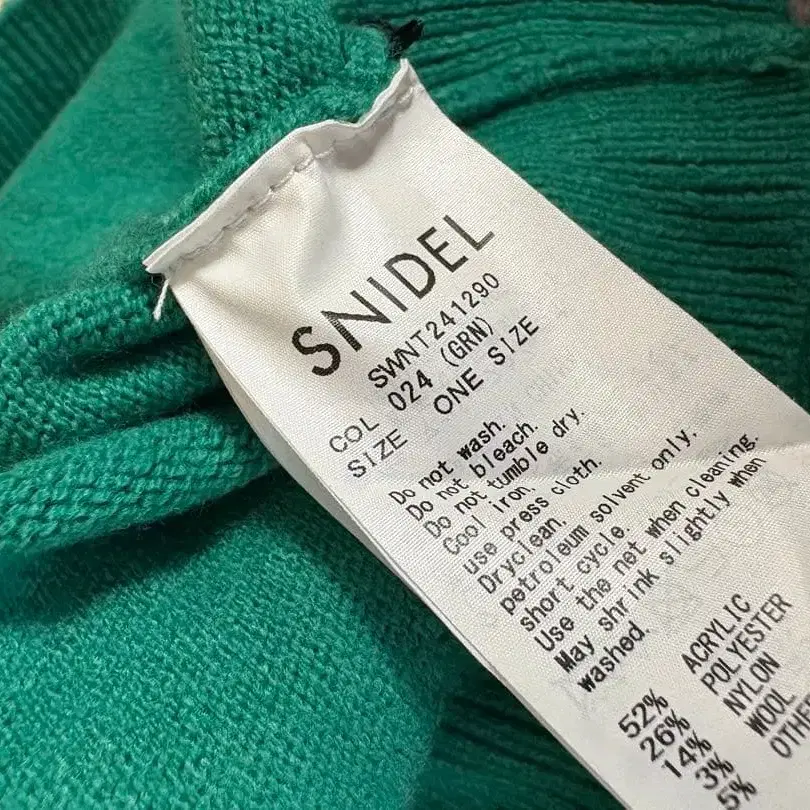 SNIDEL
SWNT241290
COL 024 (GRN)
SIZE ONE SIZE
Do not wash.
Do not bleach.
Do not tumble dry.
Cool iron.
use press cloth.
Dryclean,
petroleum solvent only,
short cycle.
Use the net when cleaning.
May shrink slightly when
washed.
52% ACRYLIC
26% POLYESTER
14% NYLON
3% WOOL
5%